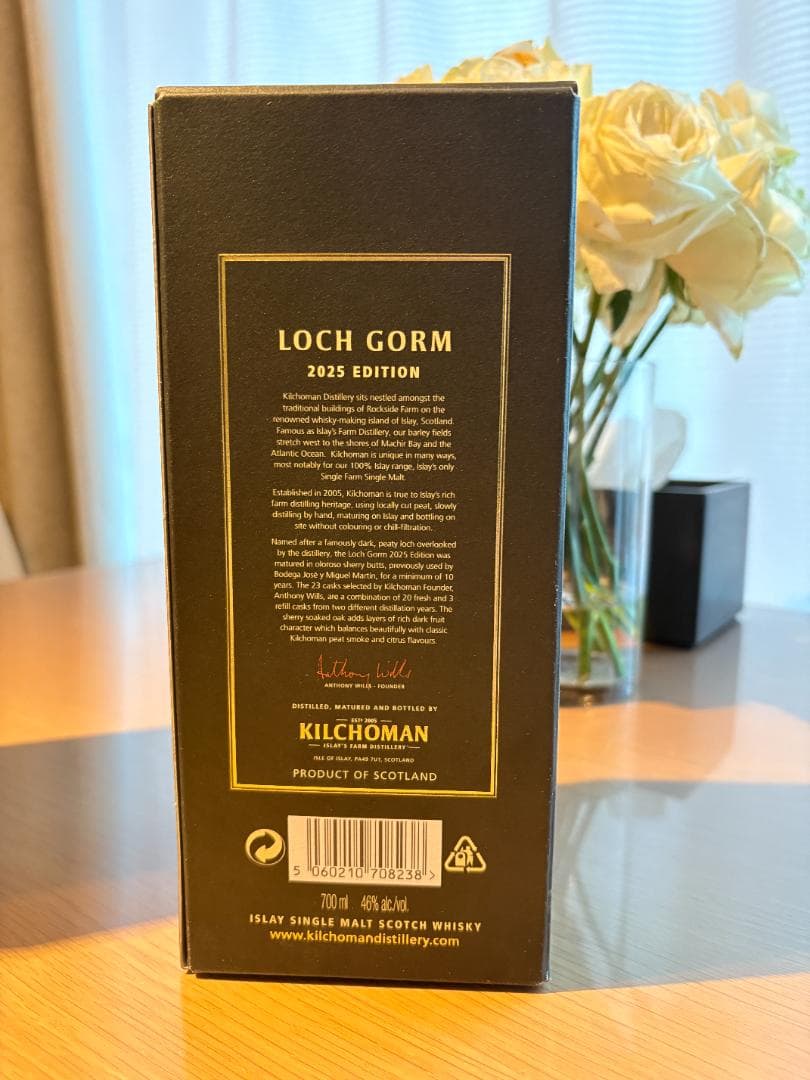 LOCH GORM
2025 EDITION
Kilchoman Distillery sits nestled amongst the
traditional buildings of Rockside Farm on the
renowned whisky-making island of Islay, Scotland.
Famous as Islay's Farm Distillery, our barley fields
stretch west to the shores of Machir Bay and the
Atlantic Ocean. Kilchoman is unique in many ways,
most notably for our 100% Islay range, Islay's only
Single Farm Single Malt.
Established in 2005, Kilchoman is true to Islay's rich
farm distilling heritage, using locally cut peat, slowly
distilling by hand, maturing on Islay and bottling on
site without colouring or chill-filtration.
Named after a famously dark, peaty loch overlooked
by the distillery, the Loch Gorm 2025 Edition was
matured in oloroso sherry butts, previously used by
Bodega José y Miguel Martin, for a minimum of 10
years. The 23 casks selected by Kilchoman Founder,
Anthony Wills, are a combination of 20 fresh and 3
refill casks from two different distillation years. The
sherry soaked oak adds layers of rich dark fruit
character which balances beautifully with classic
Kilchoman peat smoke and citrus flavours.
Anthony Wills
ANTHONY WILLS - FOUNDER
DISTILLED, MATURED AND BOTTLED BY
ESTD 2005
KILCHOMAN
ISLAY'S FARM DISTILLERY
ISLE OF ISLAY, PA49 7UT, SCOTLAND
PRODUCT OF SCOTLAND
5 060210 708238 >
700 ml 46% alc./vol.
ISLAY SINGLE MALT SCOTCH WHISKY
www.kilchomandistillery.com